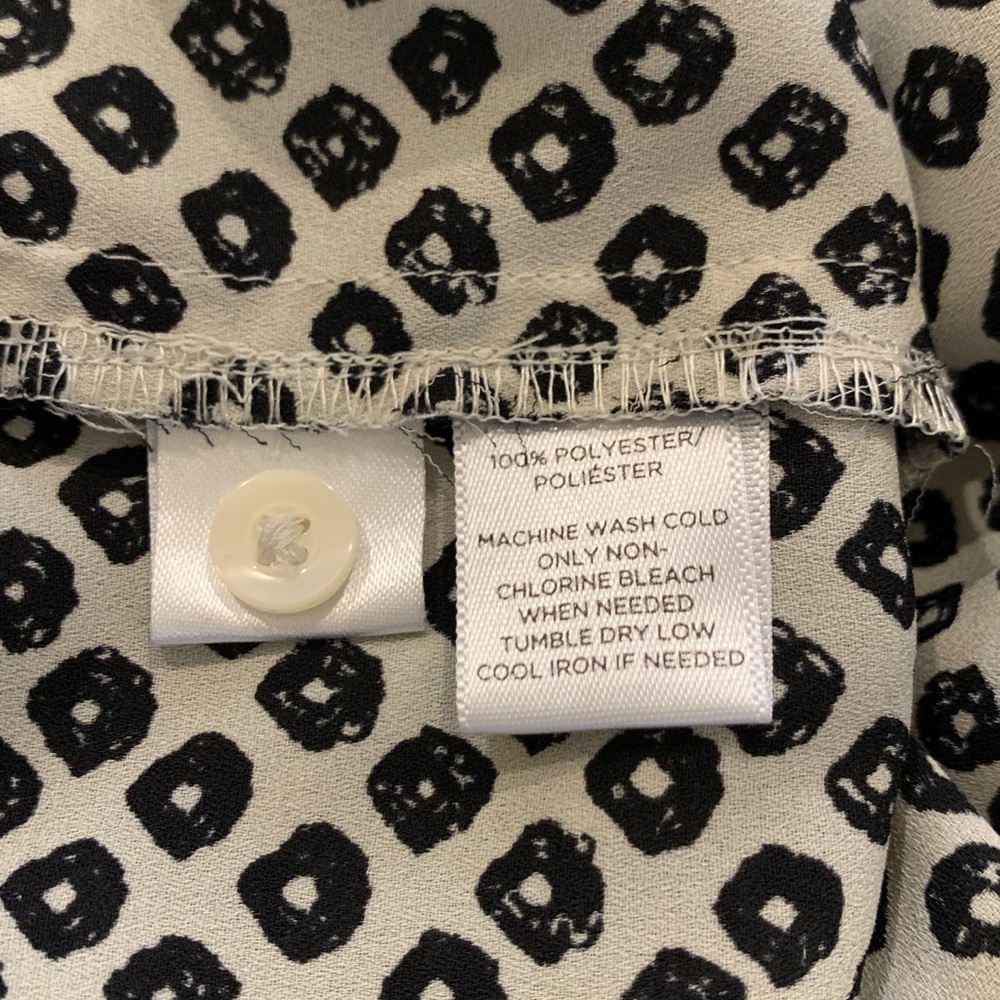 100% POLYESTER/
POLIÉSTER
MACHINE WASH COLD
ONLY NON-
CHLORINE BLEACH
WHEN NEEDED
TUMBLE DRY LOW
COOL IRON IF NEEDED